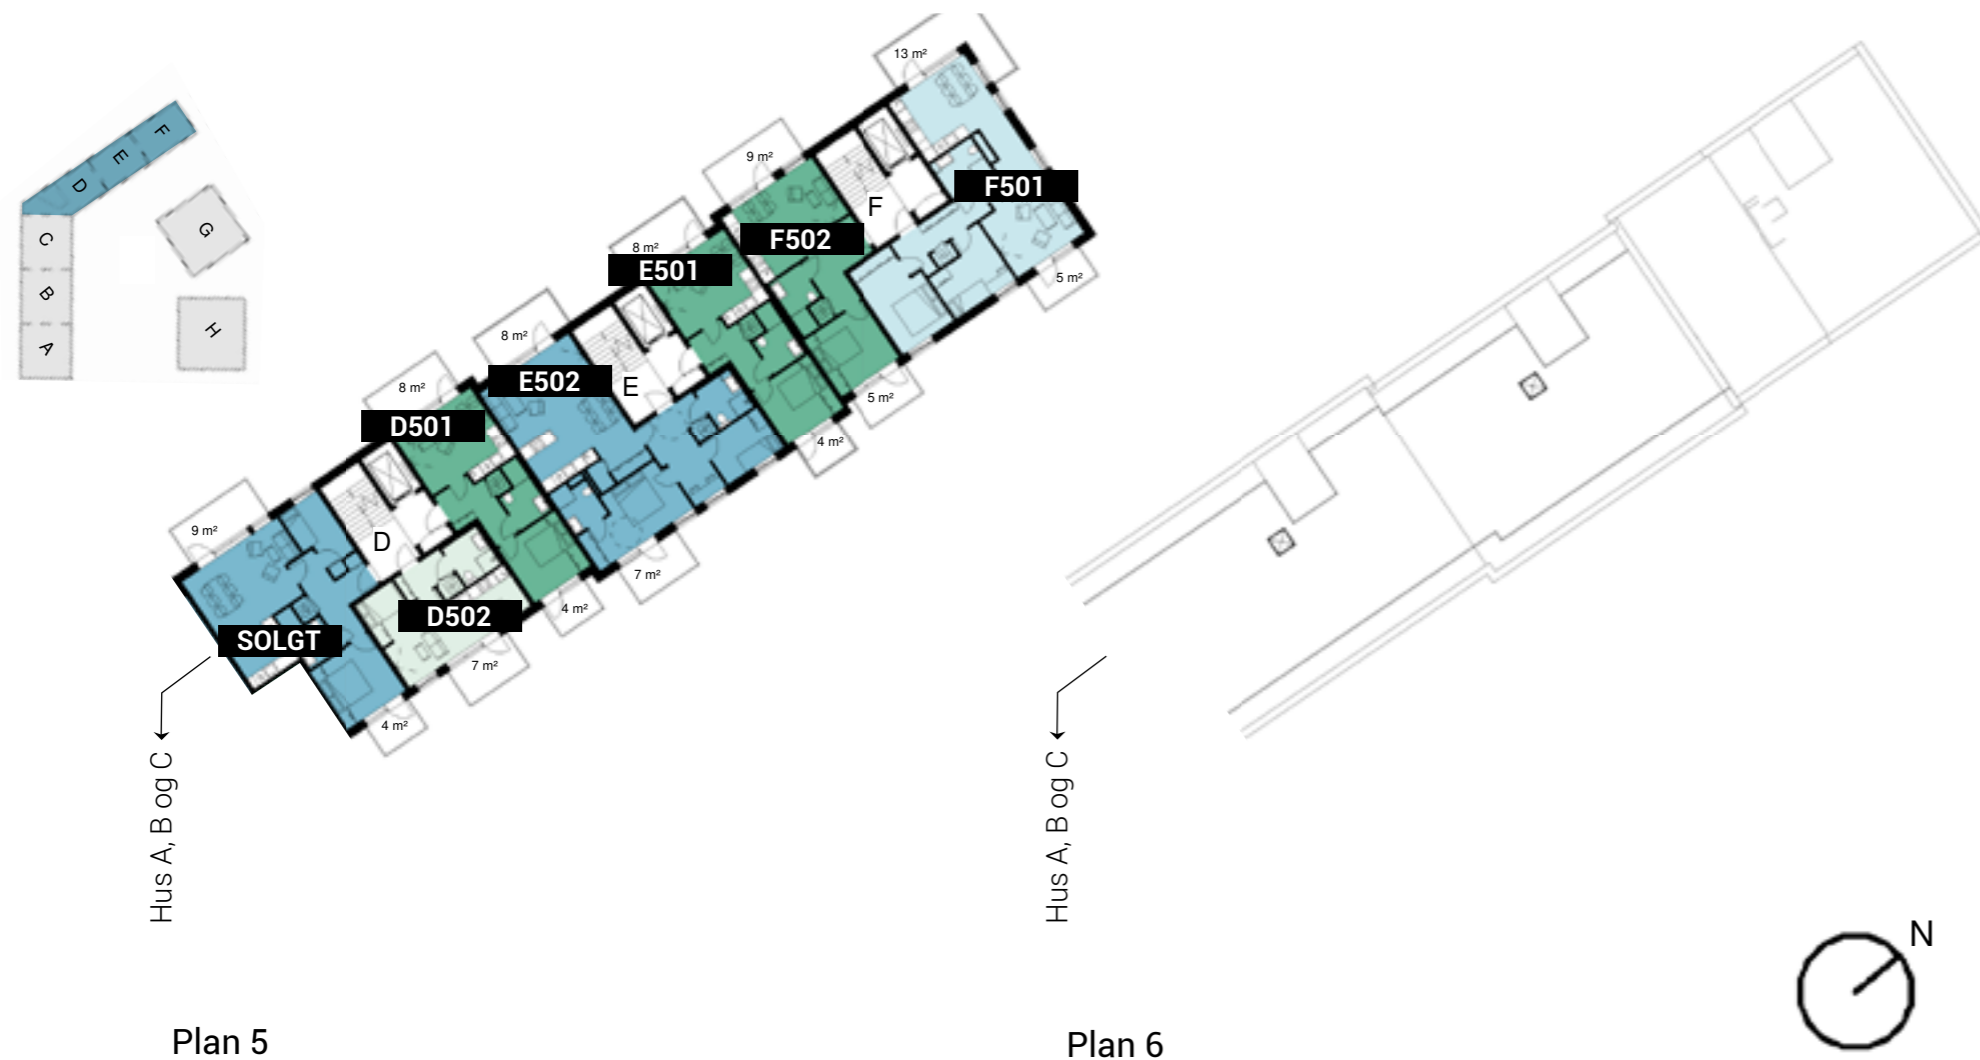 F
E
D
C
B
A
G
H
13 m²
9 m²
F501
F
F502
8 m²
E501
5 m²
8 m²
E502
E
8 m²
D501
5 m²
4 m²
9 m²
D
7 m²
4 m²
D502
SOLGT
7 m²
4 m²
Hus A, B og C
Hus A, B og C
N
Plan 5
Plan 6